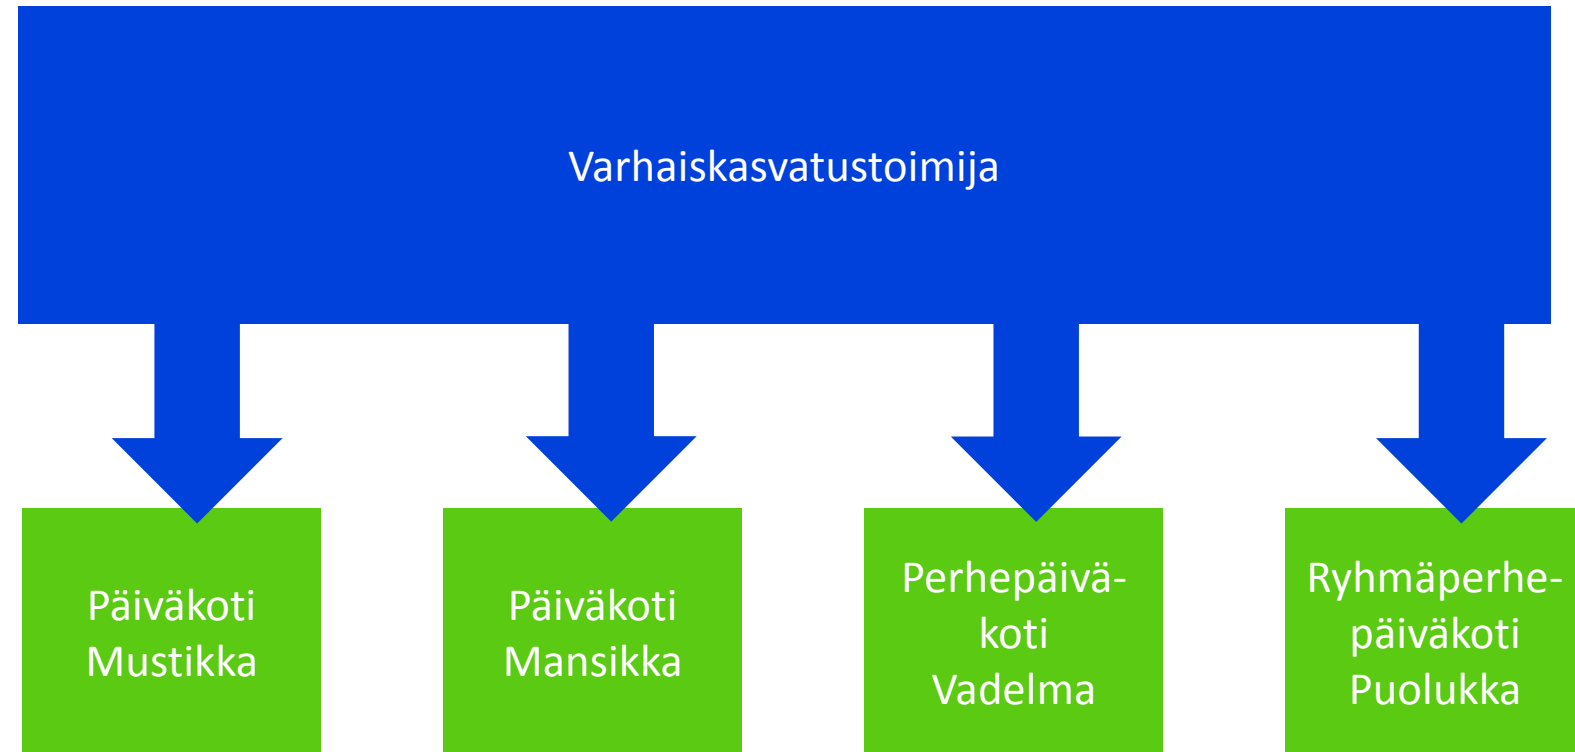 Varhaiskasvatustoimija
Päiväkoti
Mustikka
Päiväkoti
Mansikka
Perhepäivä-
koti
Vadelma
Ryhmäperhe-
päiväkoti
Puolukka